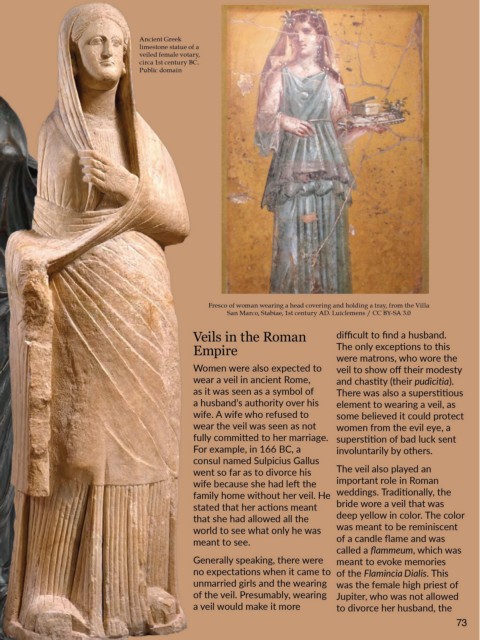 Ancient Greek
limestone statue of a
veiled female votary,
circa 1st century BC.
Public domain
Fresco of woman wearing a head covering and holding a tray, from the Villa
San Marco, Stabiae, 1st century AD. Luiclemens / CC BY-SA 3.0
Veils in the Roman
Empire
Women were also expected to
wear a veil in ancient Rome,
as it was seen as a symbol of
a husband's authority over his
wife. A wife who refused to
wear the veil was seen as not
fully committed to her marriage.
For example, in 166 BC, a
consul named Sulpicius Gallus
went so far as to divorce his
wife because she had left the
family home without her veil. He
stated that her actions meant
that she had allowed all the
world to see what only he was
meant to see.
Generally speaking, there were
no expectations when it came to
unmarried girls and the wearing
of the veil. Presumably, wearing
a veil would make it more
difficult to find a husband.
The only exceptions to this
were matrons, who wore the
veil to show off their modesty
and chastity (their pudicitia).
There was also a superstitious
element to wearing a veil, as
some believed it could protect
women from the evil eye, a
superstition of bad luck sent
involuntarily by others.
The veil also played an
important role in Roman
weddings. Traditionally, the
bride wore a veil that was
deep yellow in color. The color
was meant to be reminiscent
of a candle flame and was
called a flammeum, which was
meant to evoke memories
of the Flamincia Dialis. This
was the female high priest of
Jupiter, who was not allowed
to divorce her husband, the
73